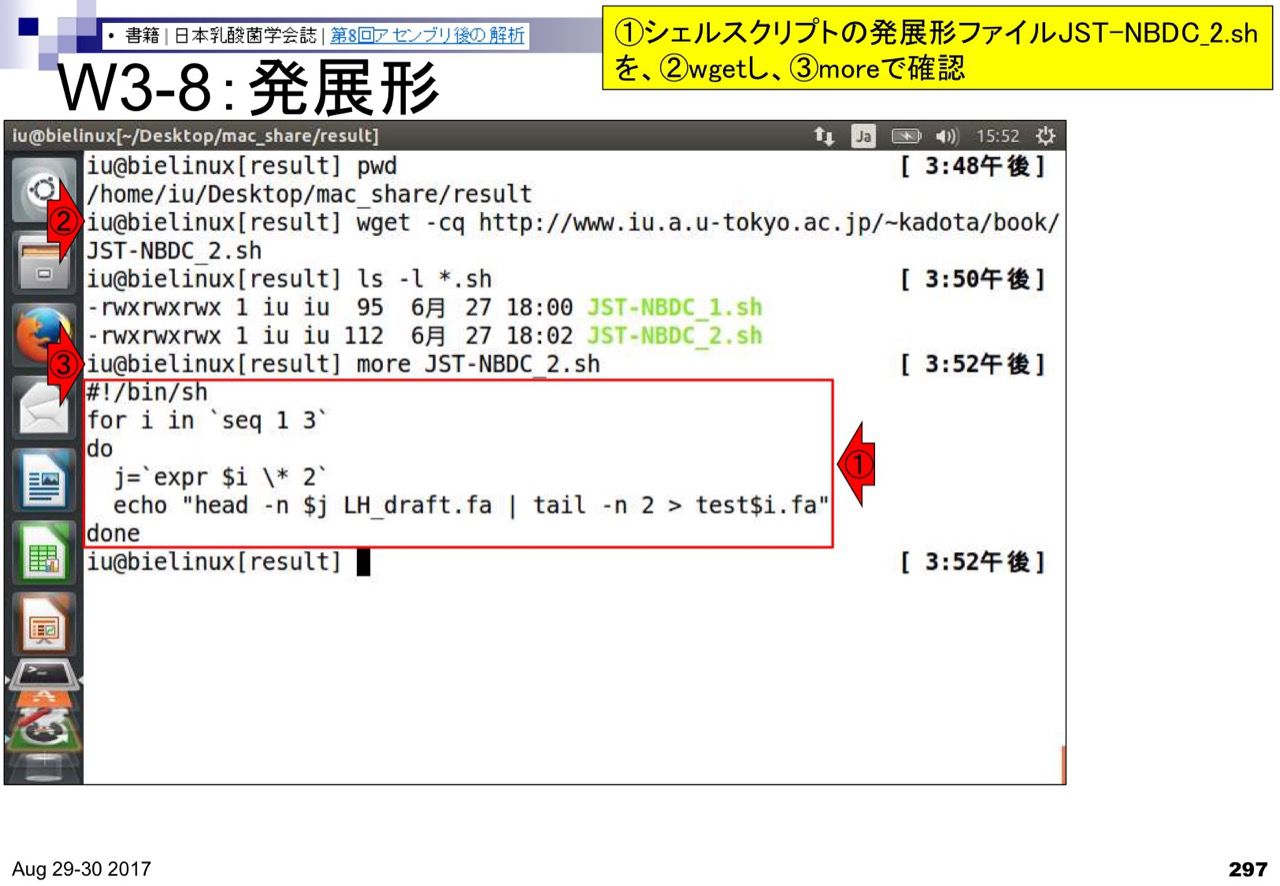 • 書籍 | 日本乳酸菌学会誌 | 第8回アセンブリ後の解析
①シェルスクリプトの発展形ファイルJST-NBDC_2.sh
を、②wgetし、③moreで確認
W3-8：発展形
iu@bielinux[~/Desktop/mac_share/result] Ja 15:52
iu@bielinux[result] pwd [ 3:48午後]
/home/iu/Desktop/mac_share/result
② iu@bielinux[result] wget -cq http://www.iu.a.u-tokyo.ac.jp/~kadota/book/
JST-NBDC_2.sh
iu@bielinux[result] ls -l *.sh [ 3:50午後]
-rwxrwxrwx 1 iu iu  95  6月 27 18:00 JST-NBDC_1.sh
-rwxrwxrwx 1 iu iu 112  6月 27 18:02 JST-NBDC_2.sh
③ iu@bielinux[result] more JST-NBDC_2.sh [ 3:52午後]
#!/bin/sh
for i in `seq 1 3`
do
  j=`expr $i \* 2`
①
  echo "head -n $j LH_draft.fa | tail -n 2 > test$i.fa"
done
iu@bielinux[result] [ 3:52午後]
Aug 29-30 2017
297